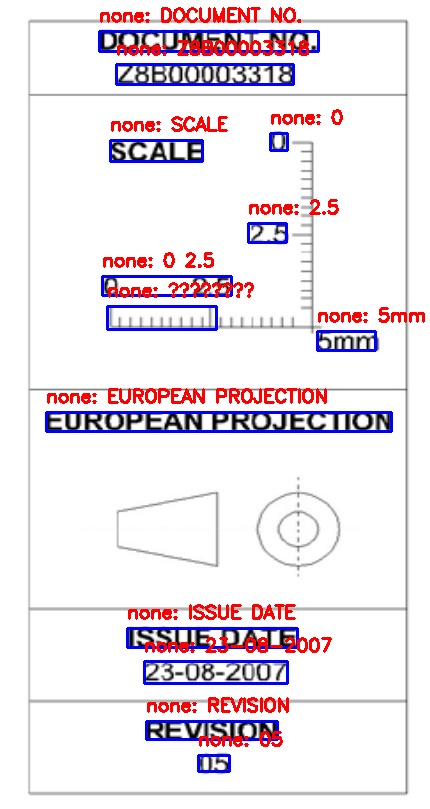 none: DOCUMENT NO.
DOCUMENT NO.
none: Z8B00003318
Z8B00003318
none: SCALE
SCALE
none: 0
0
none: 2.5
2.5
none: 0 2.5
0 2.5
none: ????????
none: 5mm
5mm
none: EUROPEAN PROJECTION
EUROPEAN PROJECTION
none: ISSUE DATE
ISSUE DATE
none: 23-08-2007
23-08-2007
none: REVISION
REVISION
none: 05
05